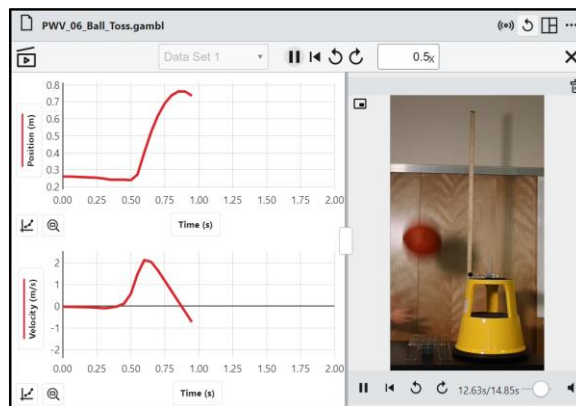 PWV_06_Ball_Toss.gambl
Data Set 1
0.5x
Position (m)
0.8
0.7
0.6
0.5
0.4
0.3
0.2
0.00 0.25 0.50 0.75 1.00 1.25 1.50 1.75 2.00
Time (s)
Velocity (m/s)
2
1
0
-1
-2
0.00 0.25 0.50 0.75 1.00 1.25 1.50 1.75 2.00
Time (s)
12.63s/14.85s